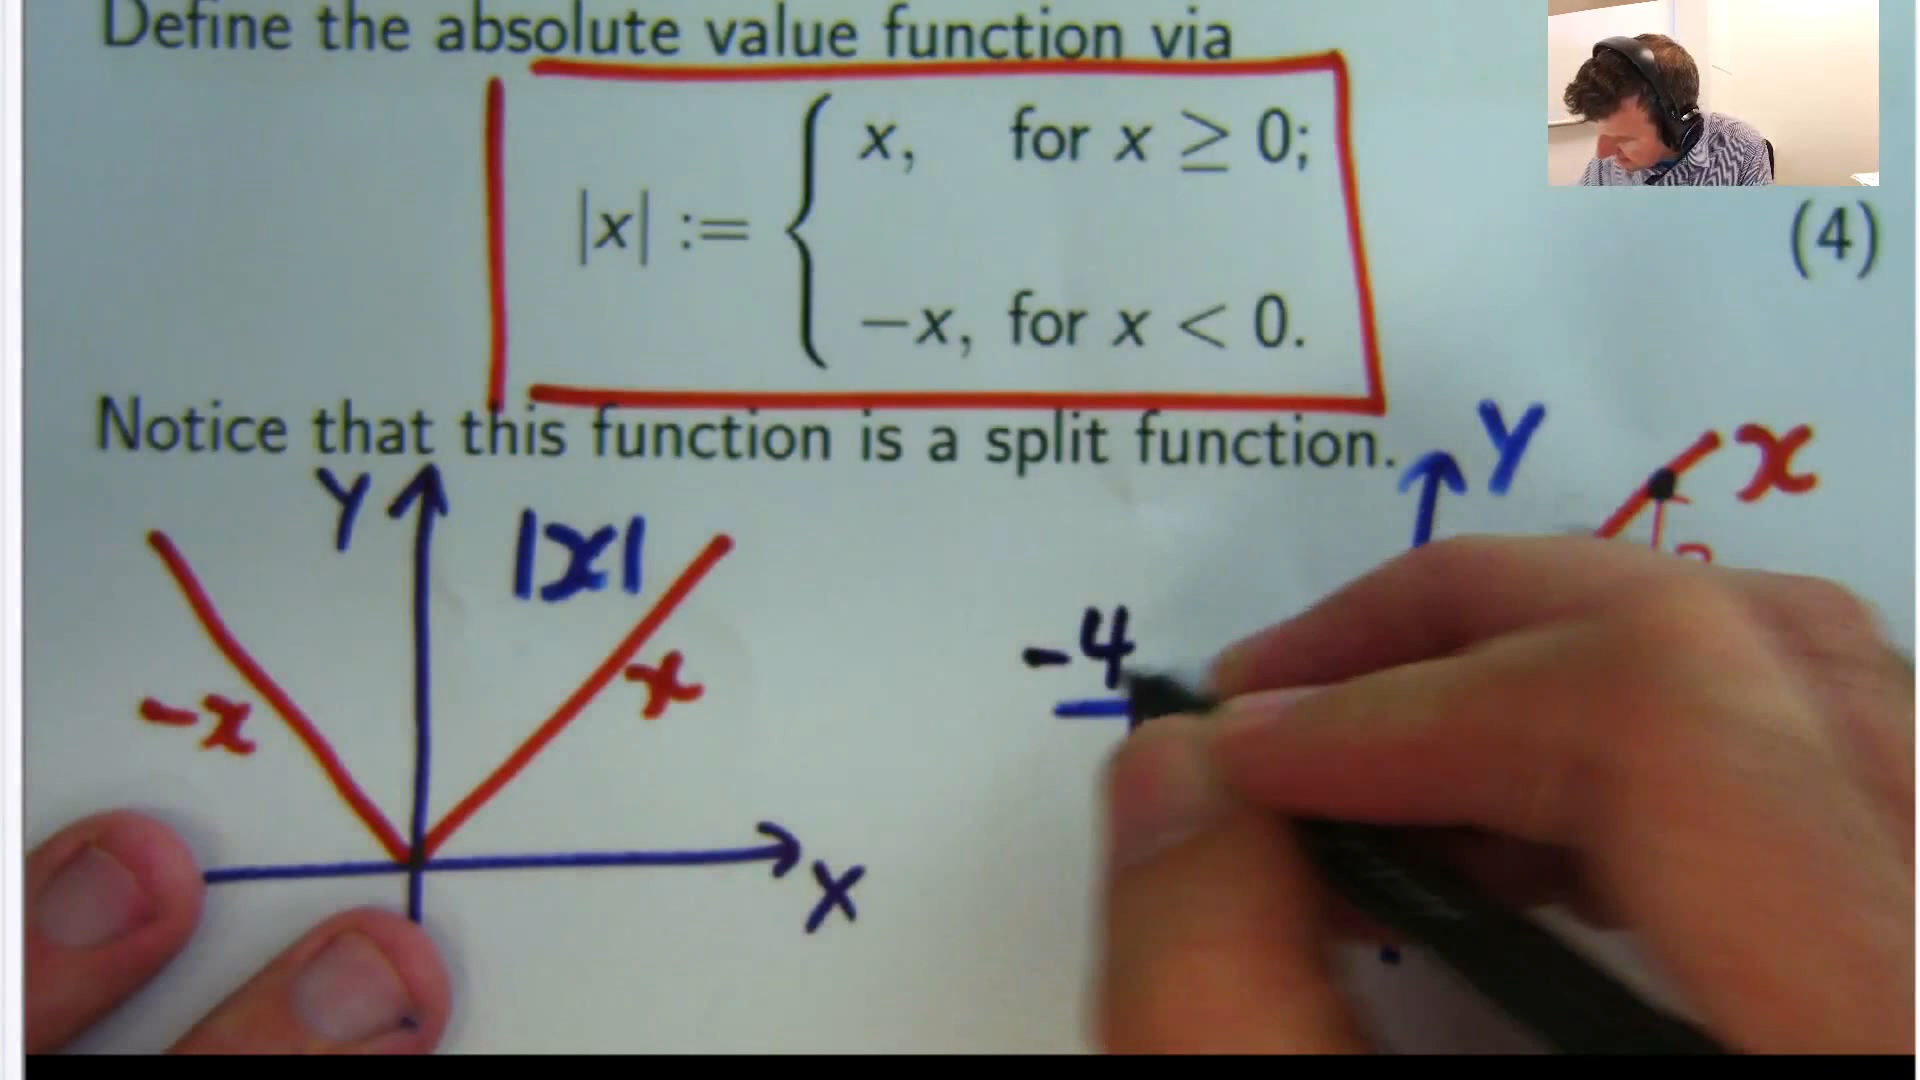 Define the absolute value function via
|x| := { x, for x ≥ 0;
−x, for x < 0.
(4)
Notice that this function is a split function.
Y
|x|
-x
x
X
Y
x
-4